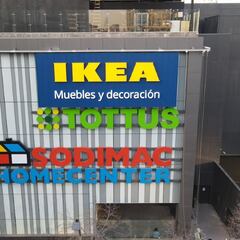 IKEA
Muebles y decoración
TOTTUS
SODIMAC
HOMECENTER